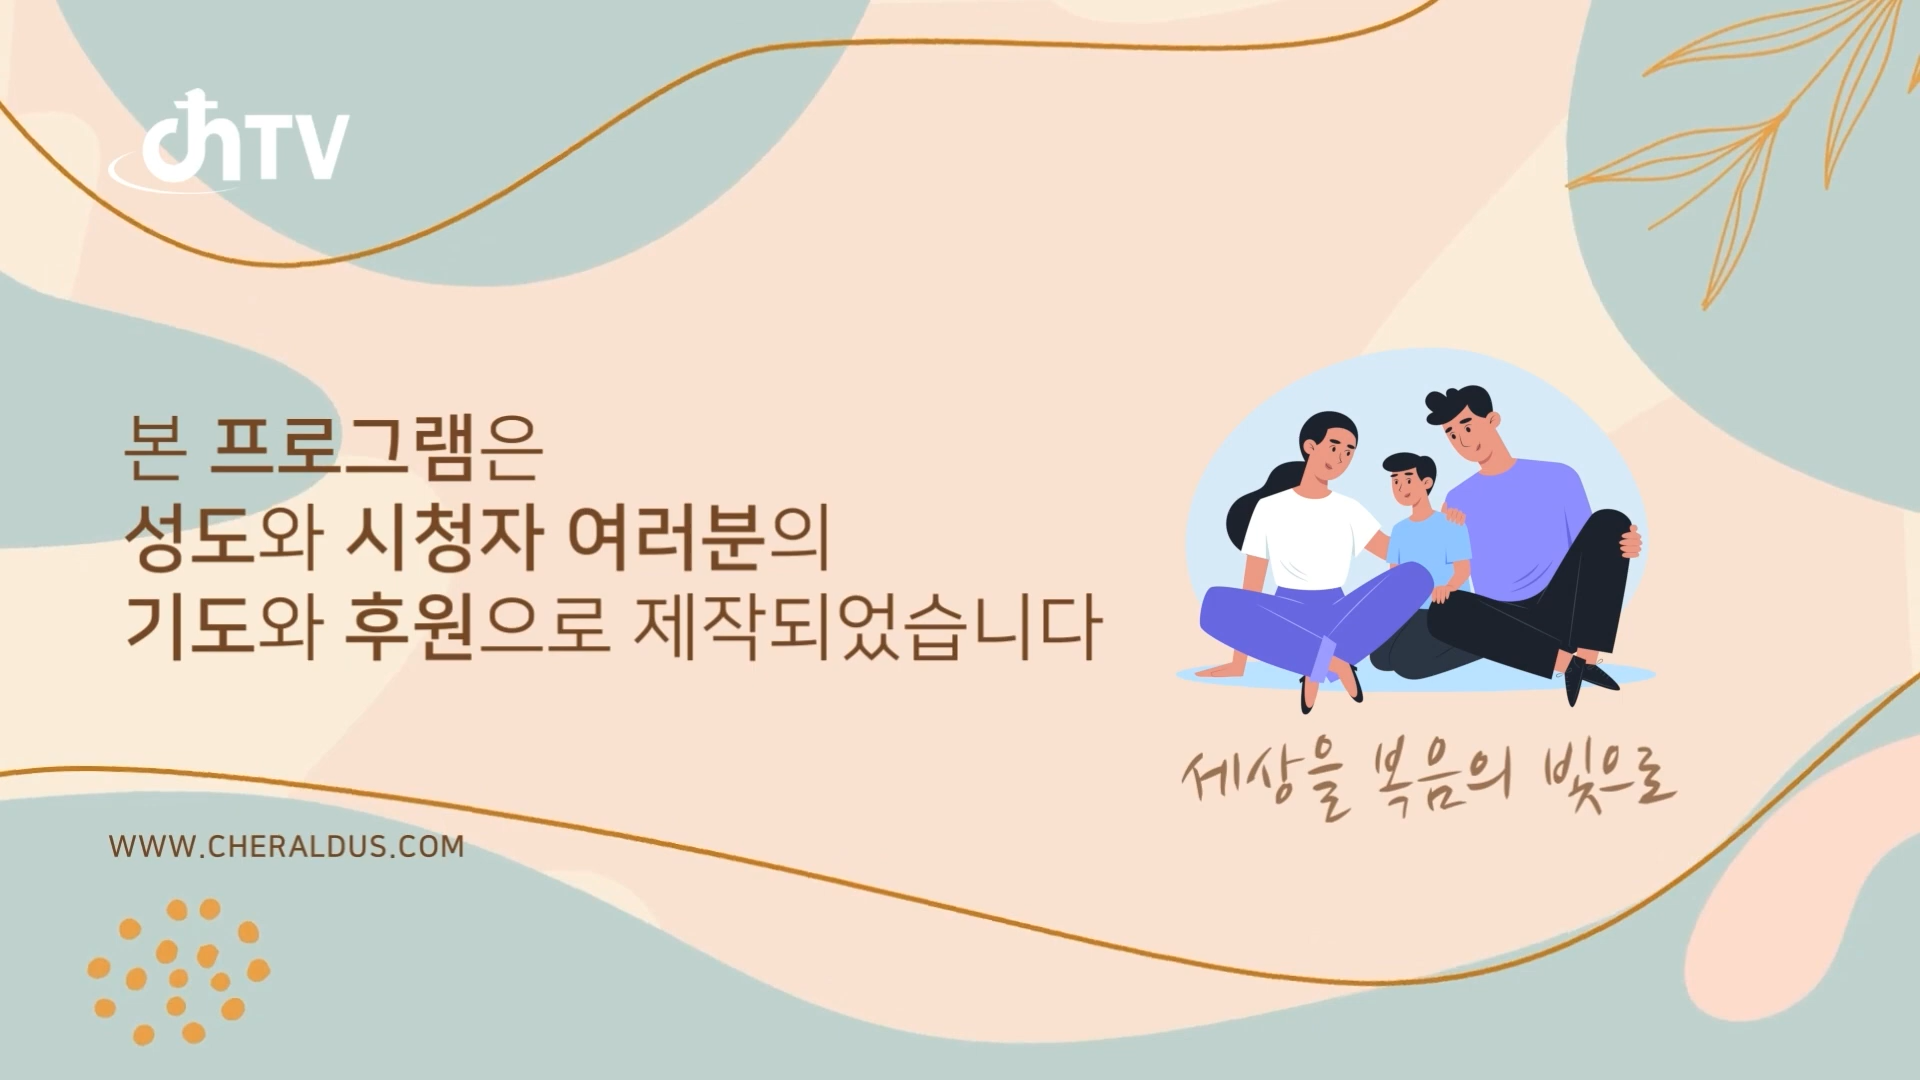 chTV
본 프로그램은
성도와 시청자 여러분의
기도와 후원으로 제작되었습니다
세상을 복음의 빛으로
WWW.CHERALDUS.COM